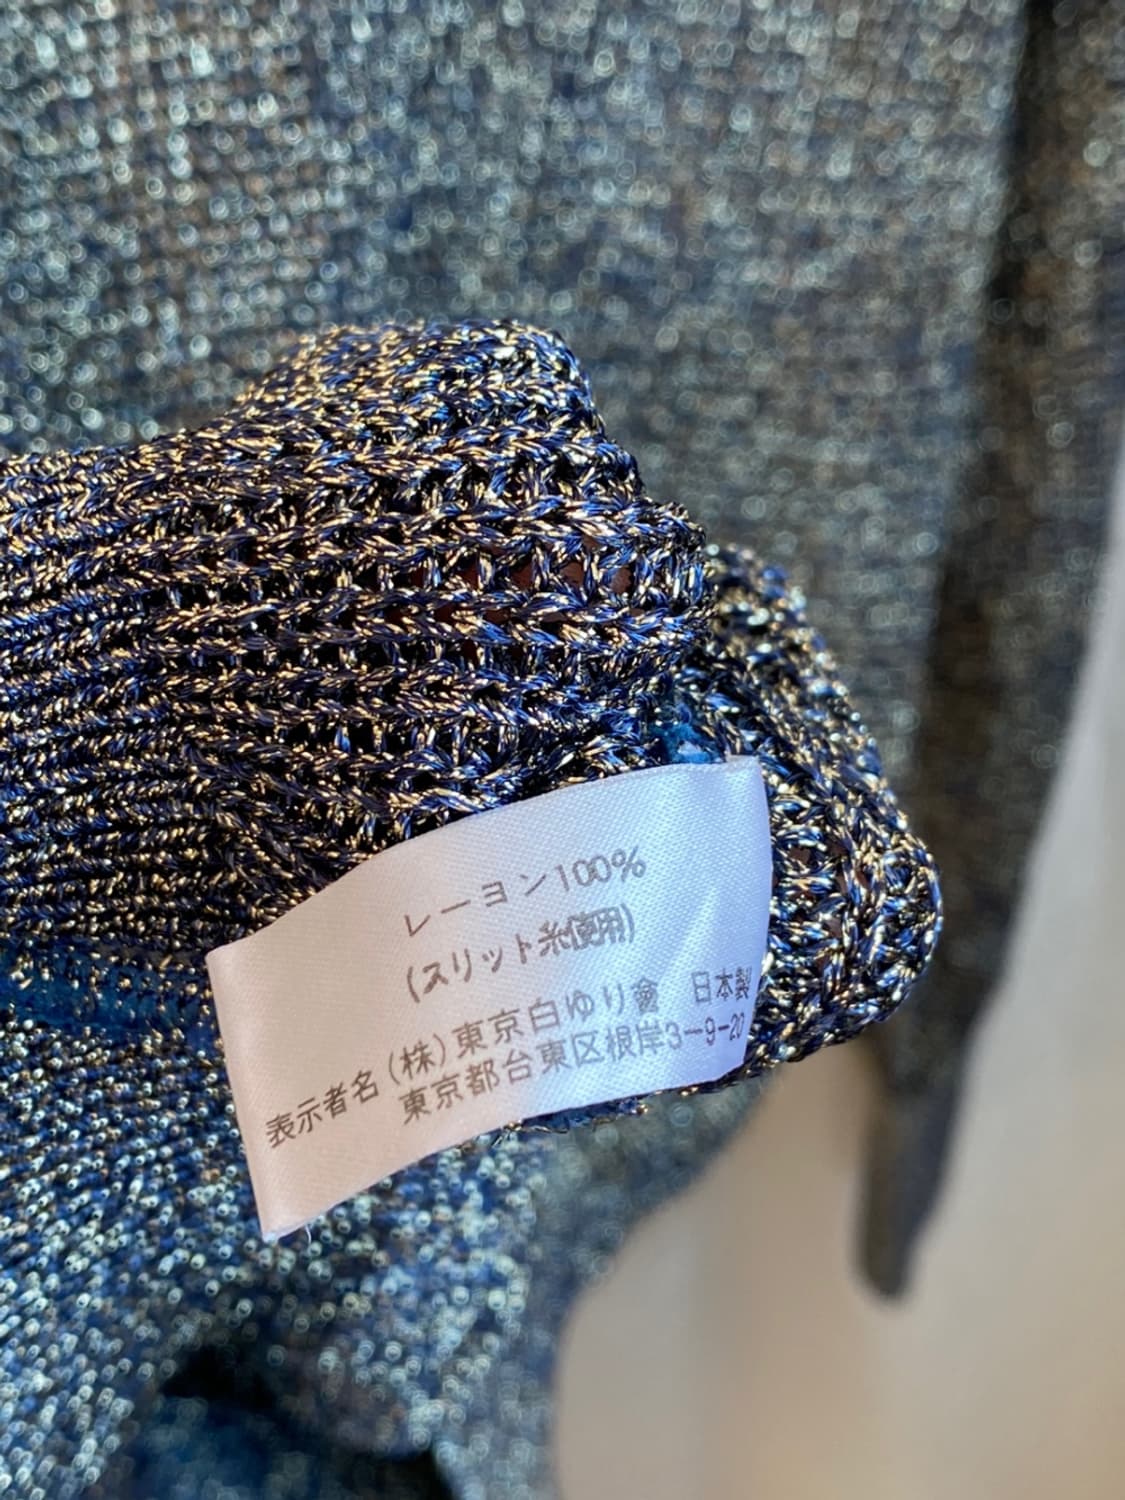 レーヨン100%
(スリット糸使用)
表示者名 (株)東京白ゆり會 日本製
東京都台東区根岸3-9-20